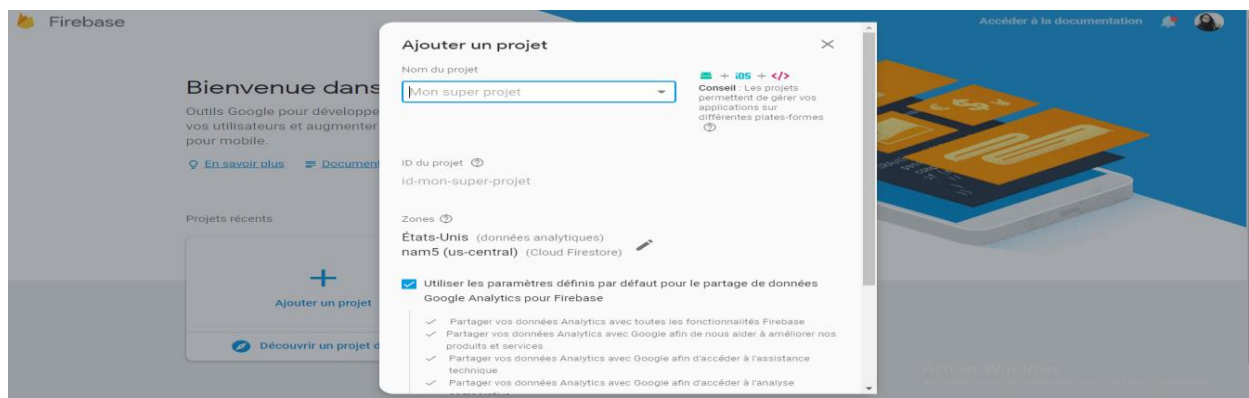 Firebase
Accéder à la documentation
Bienvenue dans
Outils Google pour développe
vos utilisateurs et augmenter
pour mobile.
En savoir plus
Document
Projets récents
Ajouter un projet
Découvrir un projet d
Ajouter un projet
Nom du projet
Mon super projet
+ iOS + </>
Conseil : Les projets
permettent de gérer vos
applications sur
différentes plates-formes
ID du projet
id-mon-super-projet
Zones
États-Unis (données analytiques)
nam5 (us-central) (Cloud Firestore)
Utiliser les paramètres définis par défaut pour le partage de données
Google Analytics pour Firebase
Partager vos données Analytics avec toutes les fonctionnalités Firebase
Partager vos données Analytics avec Google afin de nous aider à améliorer nos
produits et services
Partager vos données Analytics avec Google afin d'accéder à l'assistance
technique
Partager vos données Analytics avec Google afin d'accéder à l'analyse
Activer Windows